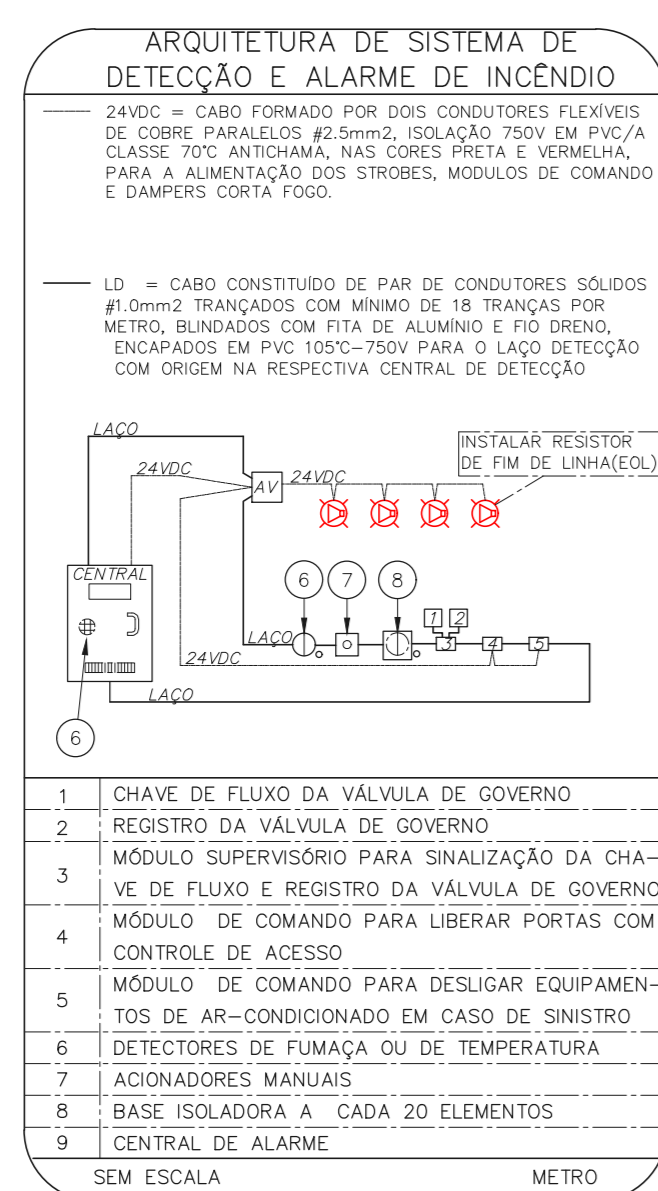 ARQUITETURA DE SISTEMA DE
DETECÇÃO E ALARME DE INCÊNDIO
24VDC = CABO FORMADO POR DOIS CONDUTORES FLEXÍVEIS
DE COBRE PARALELOS #2.5mm2, ISOLAÇÃO 750V EM PVC/A
CLASSE 70°C ANTICHAMA, NAS CORES PRETA E VERMELHA,
PARA A ALIMENTAÇÃO DOS STROBES, MODULOS DE COMANDO
E DAMPERS CORTA FOGO.
LD = CABO CONSTITUÍDO DE PAR DE CONDUTORES SÓLIDOS
#1.0mm2 TRANÇADOS COM MÍNIMO DE 18 TRANÇAS POR
METRO, BLINDADOS COM FITA DE ALUMÍNIO E FIO DRENO,
ENCAPADOS EM PVC 105°C-750V PARA O LAÇO DETECÇÃO
COM ORIGEM NA RESPECTIVA CENTRAL DE DETECÇÃO
LAÇO
INSTALAR RESISTOR
DE FIM DE LINHA(EOL)
24VDC
AV
24VDC
CENTRAL
6
7
8
1
2
LAÇO
3
4
5
24VDC
LAÇO
6
1 CHAVE DE FLUXO DA VÁLVULA DE GOVERNO
2 REGISTRO DA VÁLVULA DE GOVERNO
3 MÓDULO SUPERVISÓRIO PARA SINALIZAÇÃO DA CHA-
VE DE FLUXO E REGISTRO DA VÁLVULA DE GOVERNO
4 MÓDULO DE COMANDO PARA LIBERAR PORTAS COM
CONTROLE DE ACESSO
5 MÓDULO DE COMANDO PARA DESLIGAR EQUIPAMEN-
TOS DE AR-CONDICIONADO EM CASO DE SINISTRO
6 DETECTORES DE FUMAÇA OU DE TEMPERATURA
7 ACIONADORES MANUAIS
8 BASE ISOLADORA A CADA 20 ELEMENTOS
9 CENTRAL DE ALARME
SEM ESCALA METRO